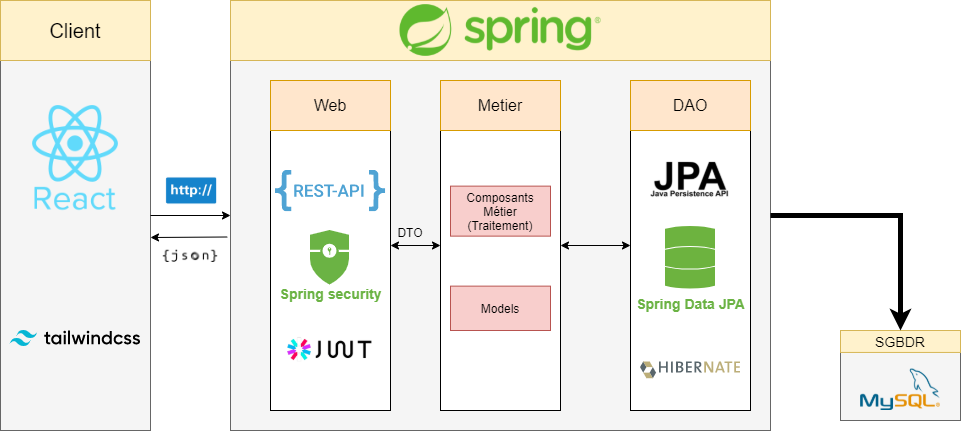 Client
spring
Web
Metier
DAO
React
tailwindcss
http://
{json}
{REST-API}
Spring security
JWT
DTO
Composants
Métier
(Traitement)
Models
JPA
Java Persistence API
Spring Data JPA
HIBERNATE
SGBDR
MySQL